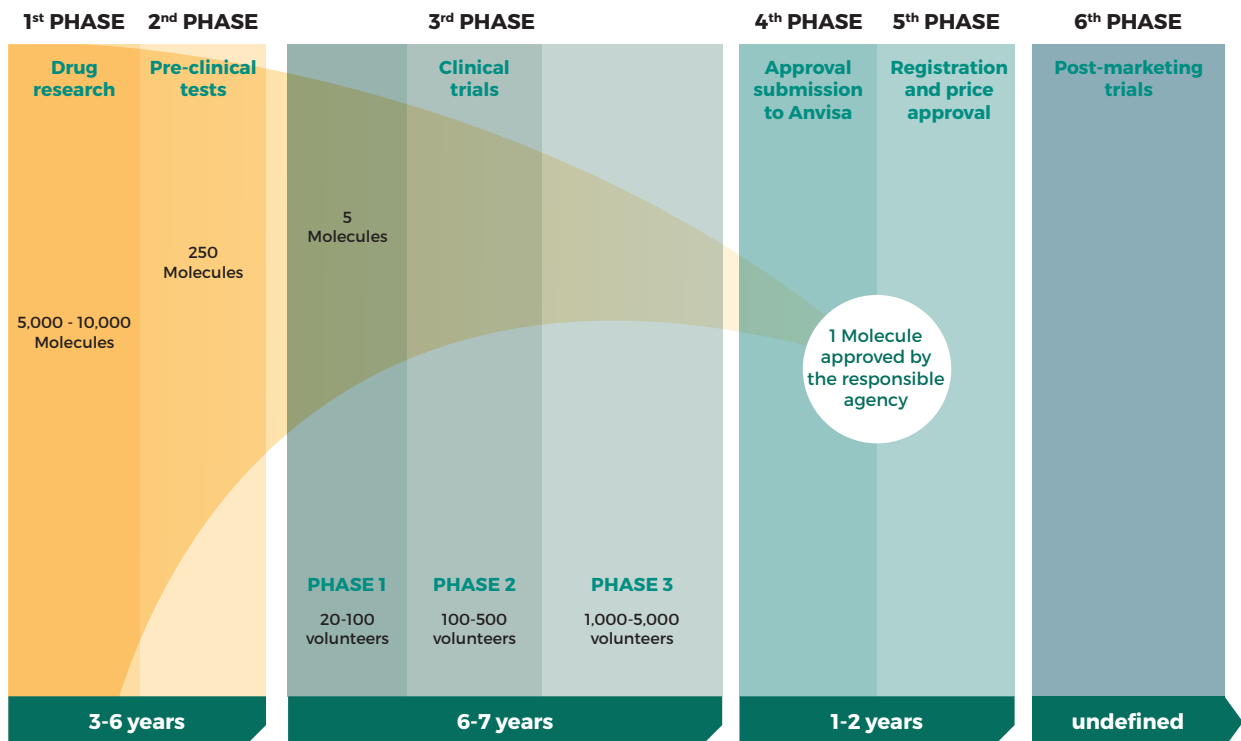 1st PHASE
2nd PHASE
3rd PHASE
4th PHASE
5th PHASE
6th PHASE
Drug
research
Pre-clinical
tests
Clinical
trials
Approval
submission
to Anvisa
Registration
and price
approval
Post-marketing
trials
5,000 - 10,000
Molecules
250
Molecules
5
Molecules
1 Molecule
approved by
the responsible
agency
PHASE 1
20-100
volunteers
PHASE 2
100-500
volunteers
PHASE 3
1,000-5,000
volunteers
3-6 years
6-7 years
1-2 years
undefined